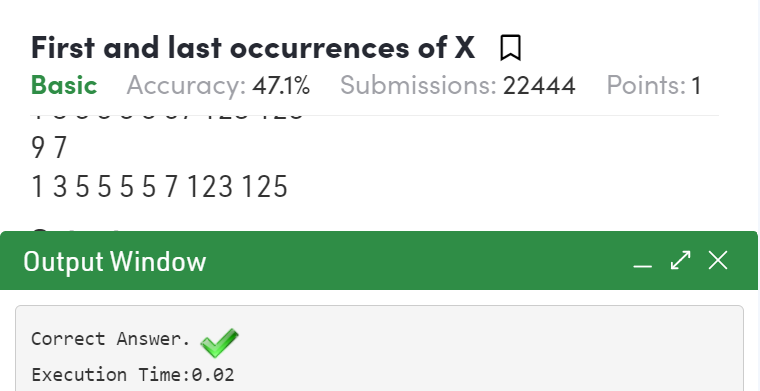 First and last occurrences of X
Basic Accuracy: 47.1% Submissions: 22444 Points: 1
9 7
1 3 5 5 5 5 7 123 125
Output Window
Correct Answer.
Execution Time:0.02